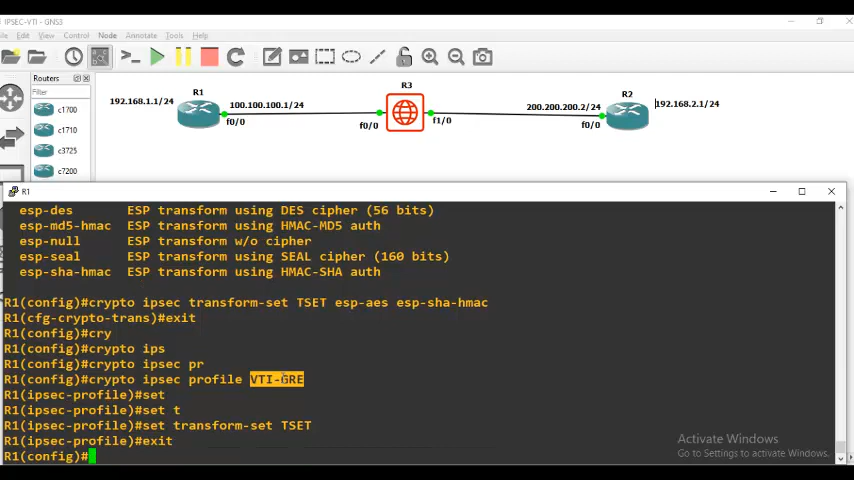 IPSEC-VTI - GNS3
File Edit View Control Node Annotate Tools Help
Routers
Filter
c1700
c1710
c3725
c7200
192.168.1.1/24
R1
100.100.100.1/24
f0/0
R3
f0/0
f1/0
200.200.200.2/24
f0/0
R2
192.168.2.1/24
R1
esp-des ESP transform using DES cipher (56 bits)
esp-md5-hmac ESP transform using HMAC-MD5 auth
esp-null ESP transform w/o cipher
esp-seal ESP transform using SEAL cipher (160 bits)
esp-sha-hmac ESP transform using HMAC-SHA auth
R1(config)#crypto ipsec transform-set TSET esp-aes esp-sha-hmac
R1(cfg-crypto-trans)#exit
R1(config)#cry
R1(config)#crypto ips
R1(config)#crypto ipsec pr
R1(config)#crypto ipsec profile VTI-GRE
R1(ipsec-profile)#set
R1(ipsec-profile)#set t
R1(ipsec-profile)#set transform-set TSET
R1(ipsec-profile)#exit
R1(config)#
Activate Windows
Go to Settings to activate Windows.